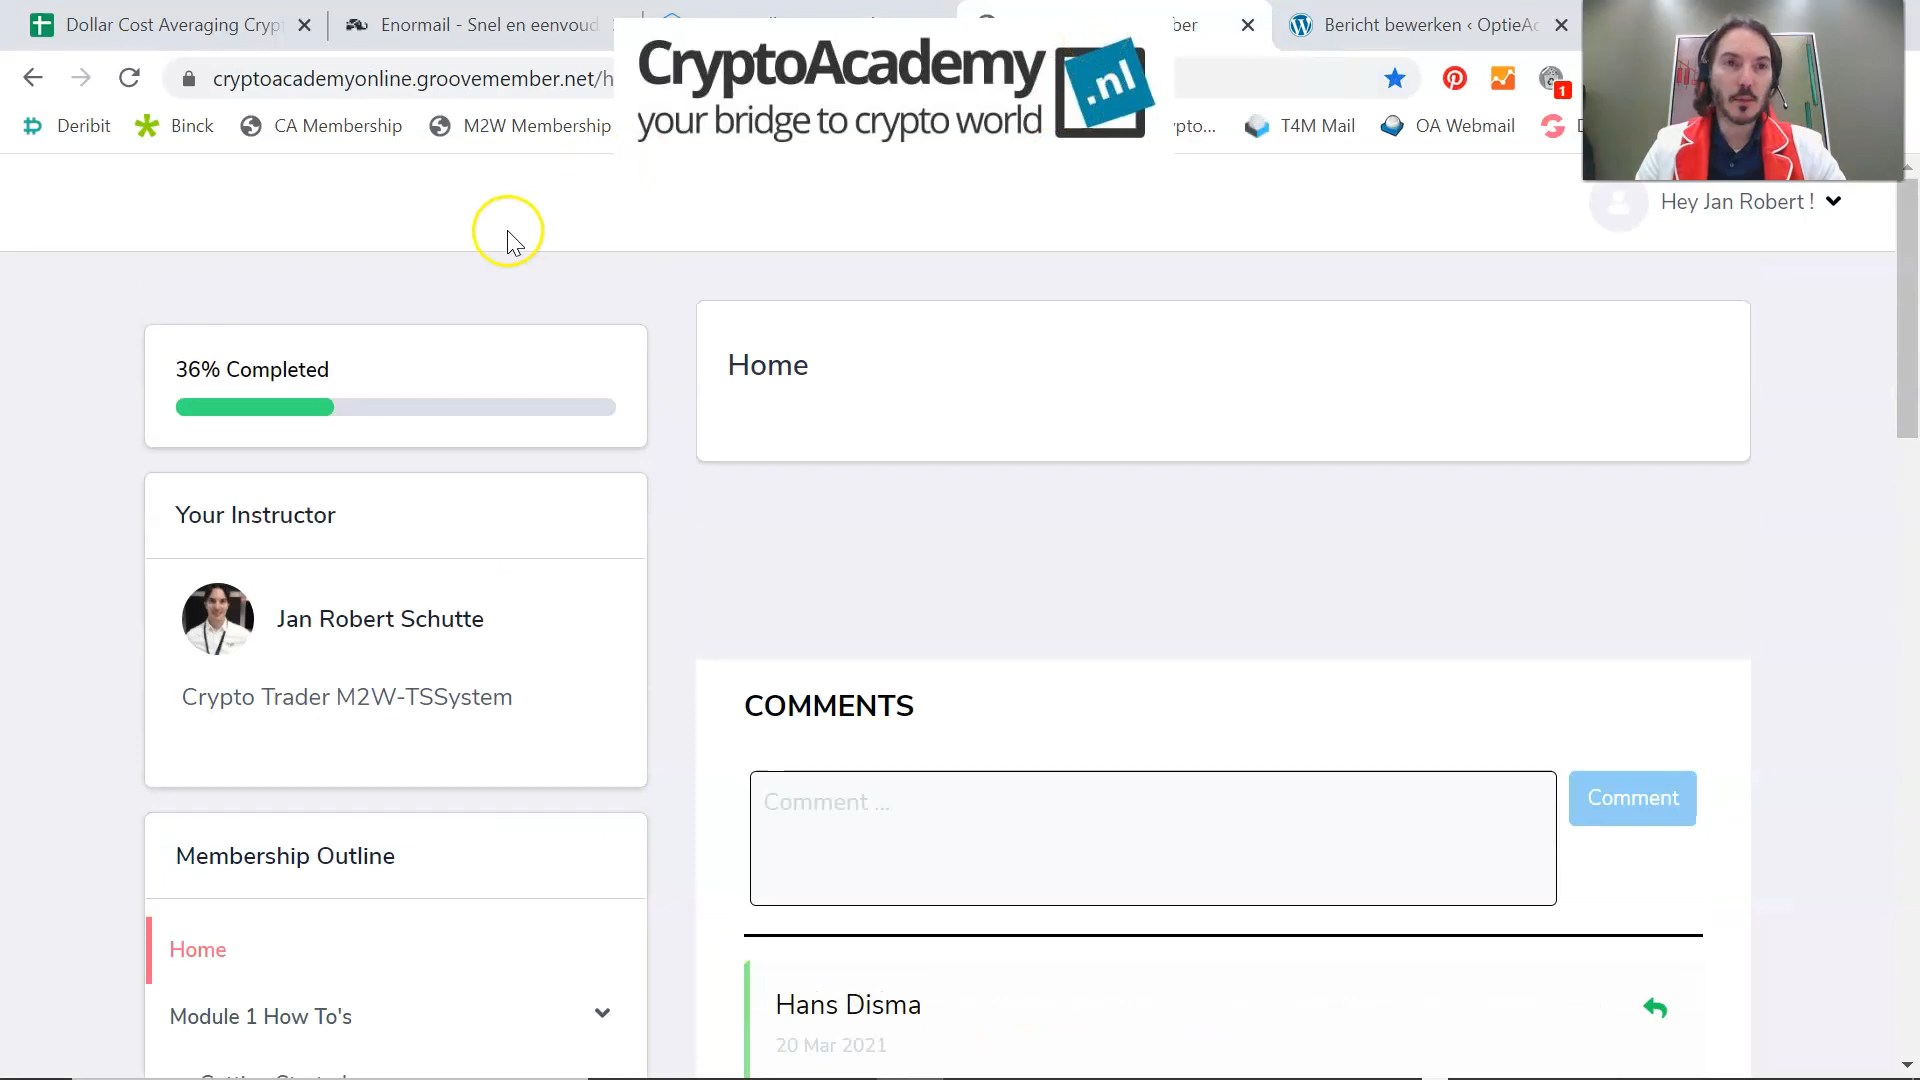 Dollar Cost Averaging Cryp
Enormail - Snel en eenvoud
ber
Bericht bewerken ‹ OptieAc
cryptoacademyonline.groovemember.net/h
CryptoAcademy
.nl
your bridge to crypto world
1
Deribit
Binck
CA Membership
M2W Membership
ypto...
T4M Mail
OA Webmail
Hey Jan Robert !
36% Completed
Home
Your Instructor
Jan Robert Schutte
Crypto Trader M2W-TSSystem
COMMENTS
Comment ...
Comment
Membership Outline
Home
Module 1 How To's
Hans Disma
20 Mar 2021